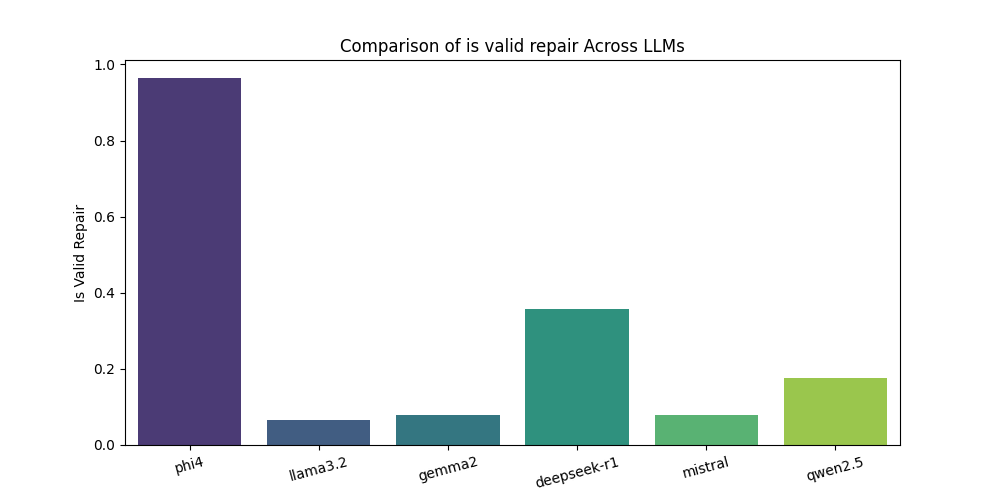 Comparison of is valid repair Across LLMs
Is Valid Repair
1.0
0.8
0.6
0.4
0.2
0.0
phi4
llama3.2
gemma2
deepseek-r1
mistral
qwen2.5